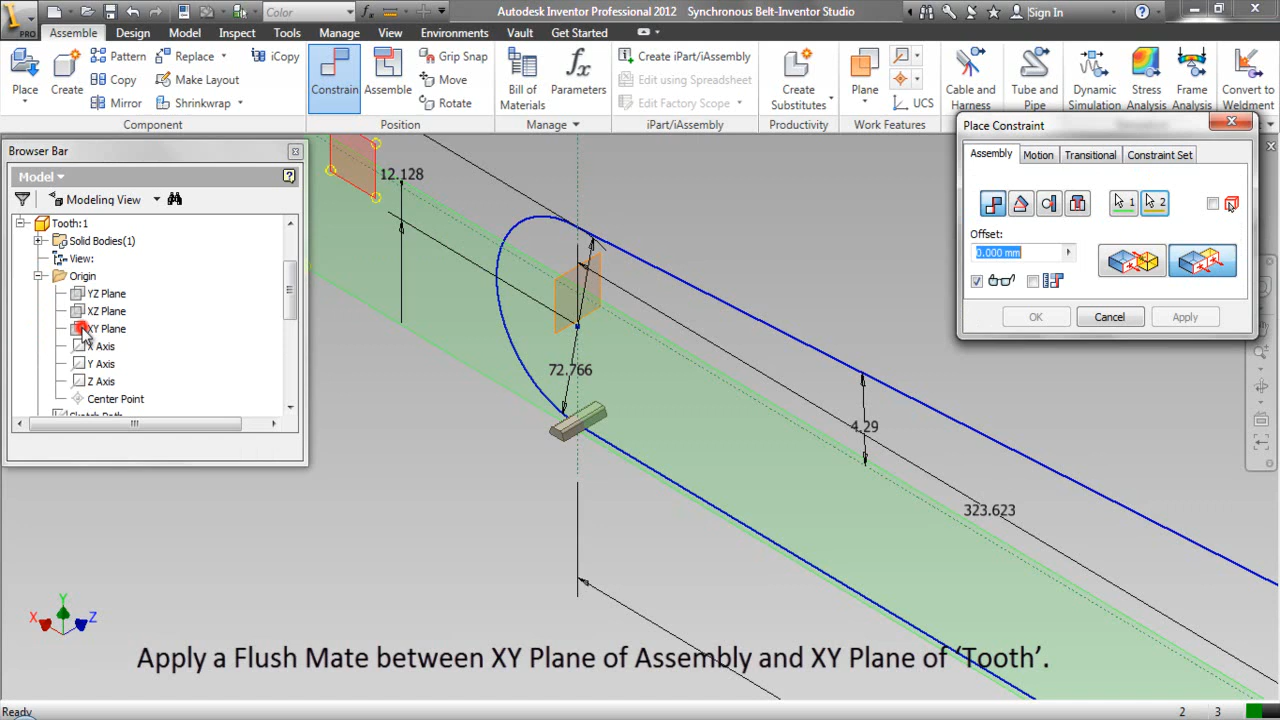 PRO
Color
Autodesk Inventor Professional 2012 Synchronous Belt-Inventor Studio
Sign In
Assemble Design Model Inspect Tools Manage View Environments Vault Get Started
Place
Create
Pattern
Copy
Mirror
Replace
Make Layout
Shrinkwrap
iCopy
Constrain
Assemble
Grip Snap
Move
Rotate
Bill of
Materials
Parameters
Create iPart/iAssembly
Edit using Spreadsheet
Edit Factory Scope
Create
Substitutes
Plane
UCS
Cable and
Harness
Tube and
Pipe
Dynamic
Simulation
Stress
Analysis
Frame
Analysis
Convert to
Weldment
Component Position Manage iPart/iAssembly Productivity Work Features
Browser Bar
Model
Modeling View
Tooth:1
Solid Bodies(1)
View:
Origin
YZ Plane
XZ Plane
XY Plane
X Axis
Y Axis
Z Axis
Center Point
Sketch Path
Place Constraint
Assembly Motion Transitional Constraint Set
1
2
Offset:
0.000 mm
OK Cancel Apply
12.128
72.766
4.29
323.623
Y
X
Z
Apply a Flush Mate between XY Plane of Assembly and XY Plane of ‘Tooth’.
Ready
2 3